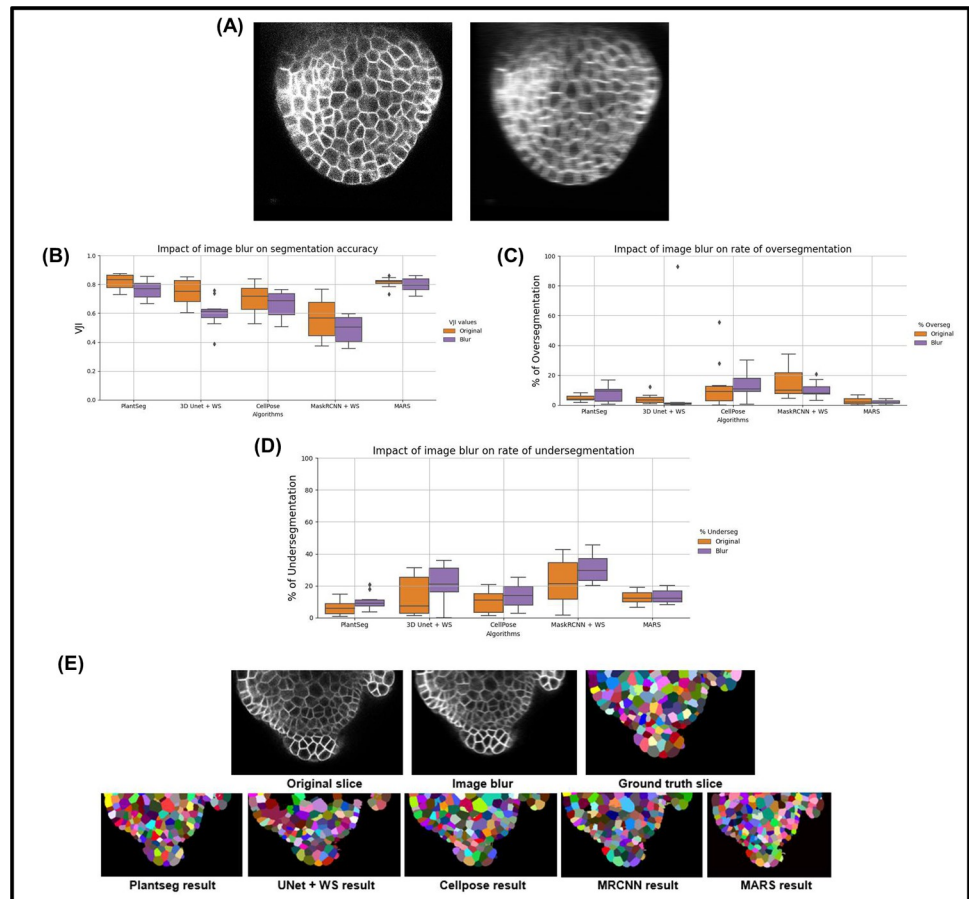 (A)
(B)
Impact of image blur on segmentation accuracy
VJI
1.0
0.8
0.6
0.4
0.2
0.0
PlantSeg
3D Unet + WS
CellPose
MaskRCNN + WS
MARS
Algorithms
VJI values
Original
Blur
(C)
Impact of image blur on rate of oversegmentation
% of Oversegmentation
100
80
60
40
20
0
PlantSeg
3D Unet + WS
CellPose
MaskRCNN + WS
MARS
Algorithms
% Overseg
Original
Blur
(D)
Impact of image blur on rate of undersegmentation
% of Undersegmentation
100
80
60
40
20
0
PlantSeg
3D Unet + WS
CellPose
MaskRCNN + WS
MARS
Algorithms
% Underseg
Original
Blur
(E)
Original slice
Image blur
Ground truth slice
Plantseg result
UNet + WS result
Cellpose result
MRCNN result
MARS result